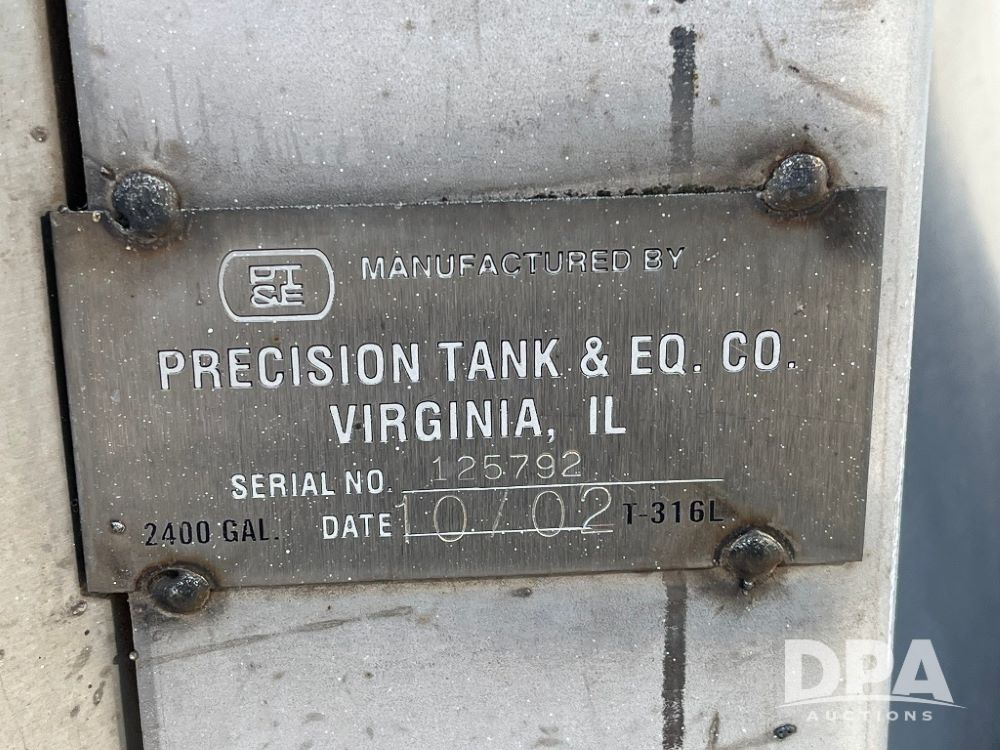 PT
&E
MANUFACTURED BY
PRECISION TANK & EQ. CO.
VIRGINIA, IL
SERIAL NO. 125792
2400 GAL. DATE 10/02 T-316L
DPA
AUCTIONS